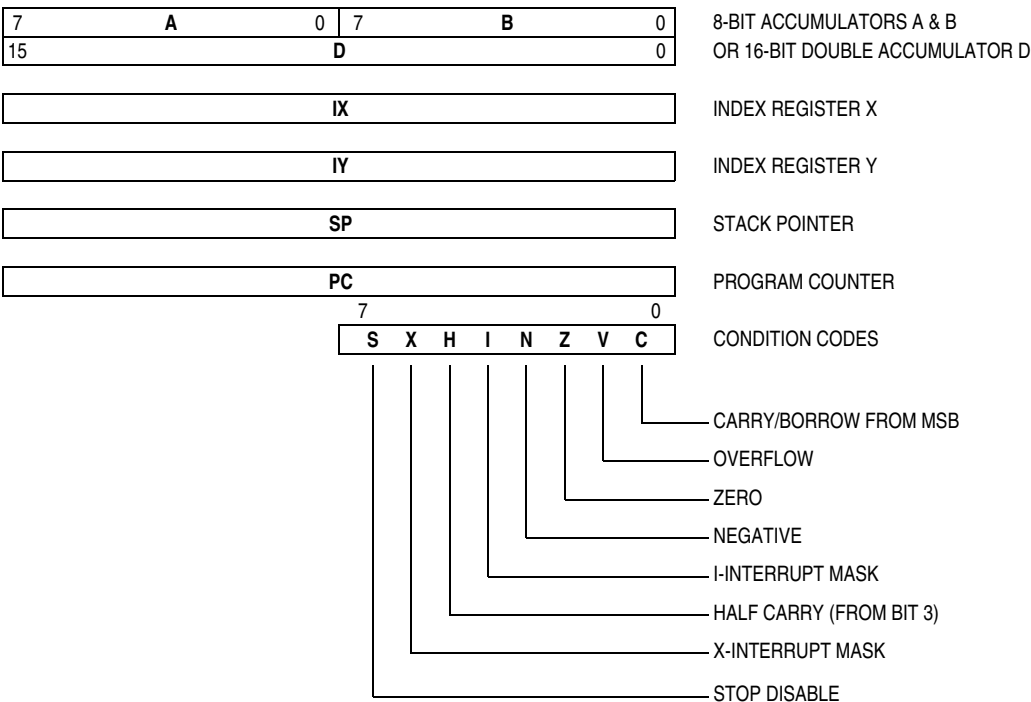 7 A 0 7 B 0 8-BIT ACCUMULATORS A & B
15 D 0 OR 16-BIT DOUBLE ACCUMULATOR D
IX INDEX REGISTER X
IY INDEX REGISTER Y
SP STACK POINTER
PC PROGRAM COUNTER
7 0
S X H I N Z V C CONDITION CODES
CARRY/BORROW FROM MSB
OVERFLOW
ZERO
NEGATIVE
I-INTERRUPT MASK
HALF CARRY (FROM BIT 3)
X-INTERRUPT MASK
STOP DISABLE